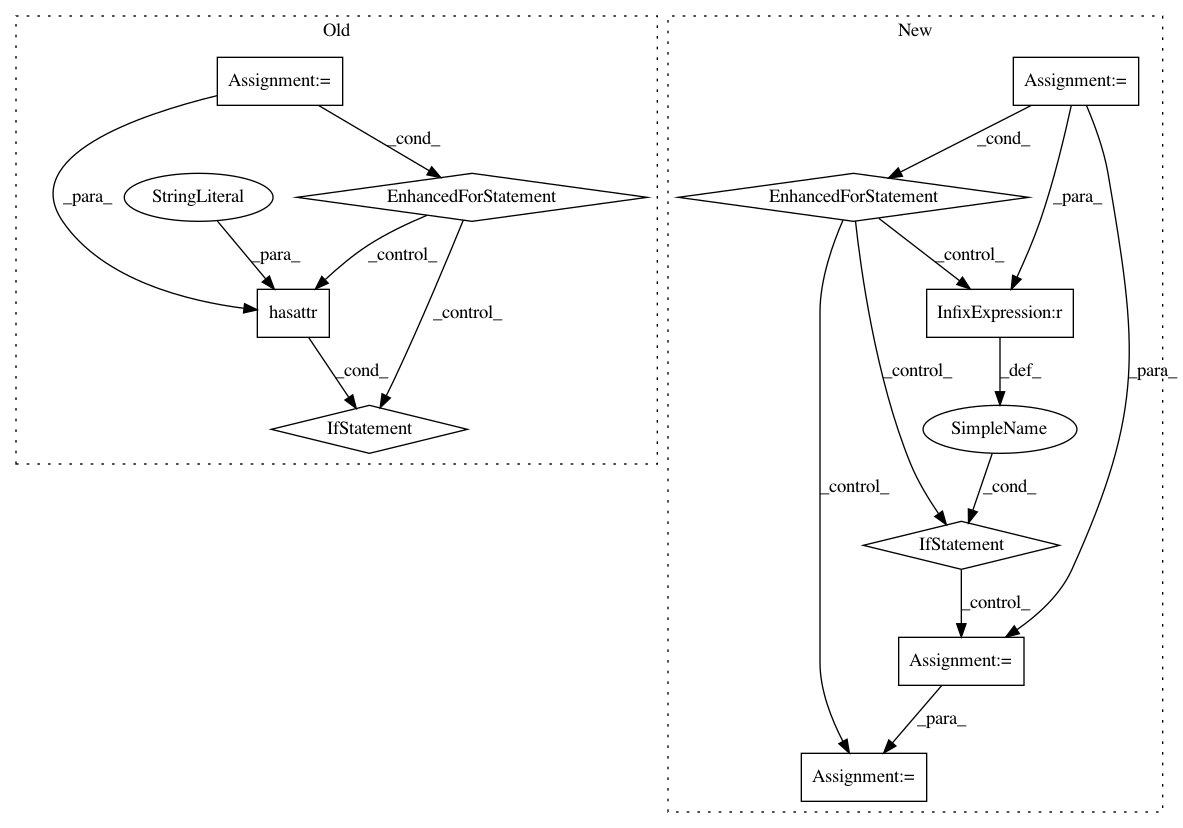 Old
New
Assignment:=
Assignment:=
_cond_
_cond_
_para_
StringLiteral
EnhancedForStatement
EnhancedForStatement
_para_
_para_
_control_
_control_
hasattr
_control_
InfixExpression:r
_cond_
_control_
_def_
_para_
IfStatement
SimpleName
_control_
_cond_
IfStatement
_control_
Assignment:=
_para_
Assignment:=